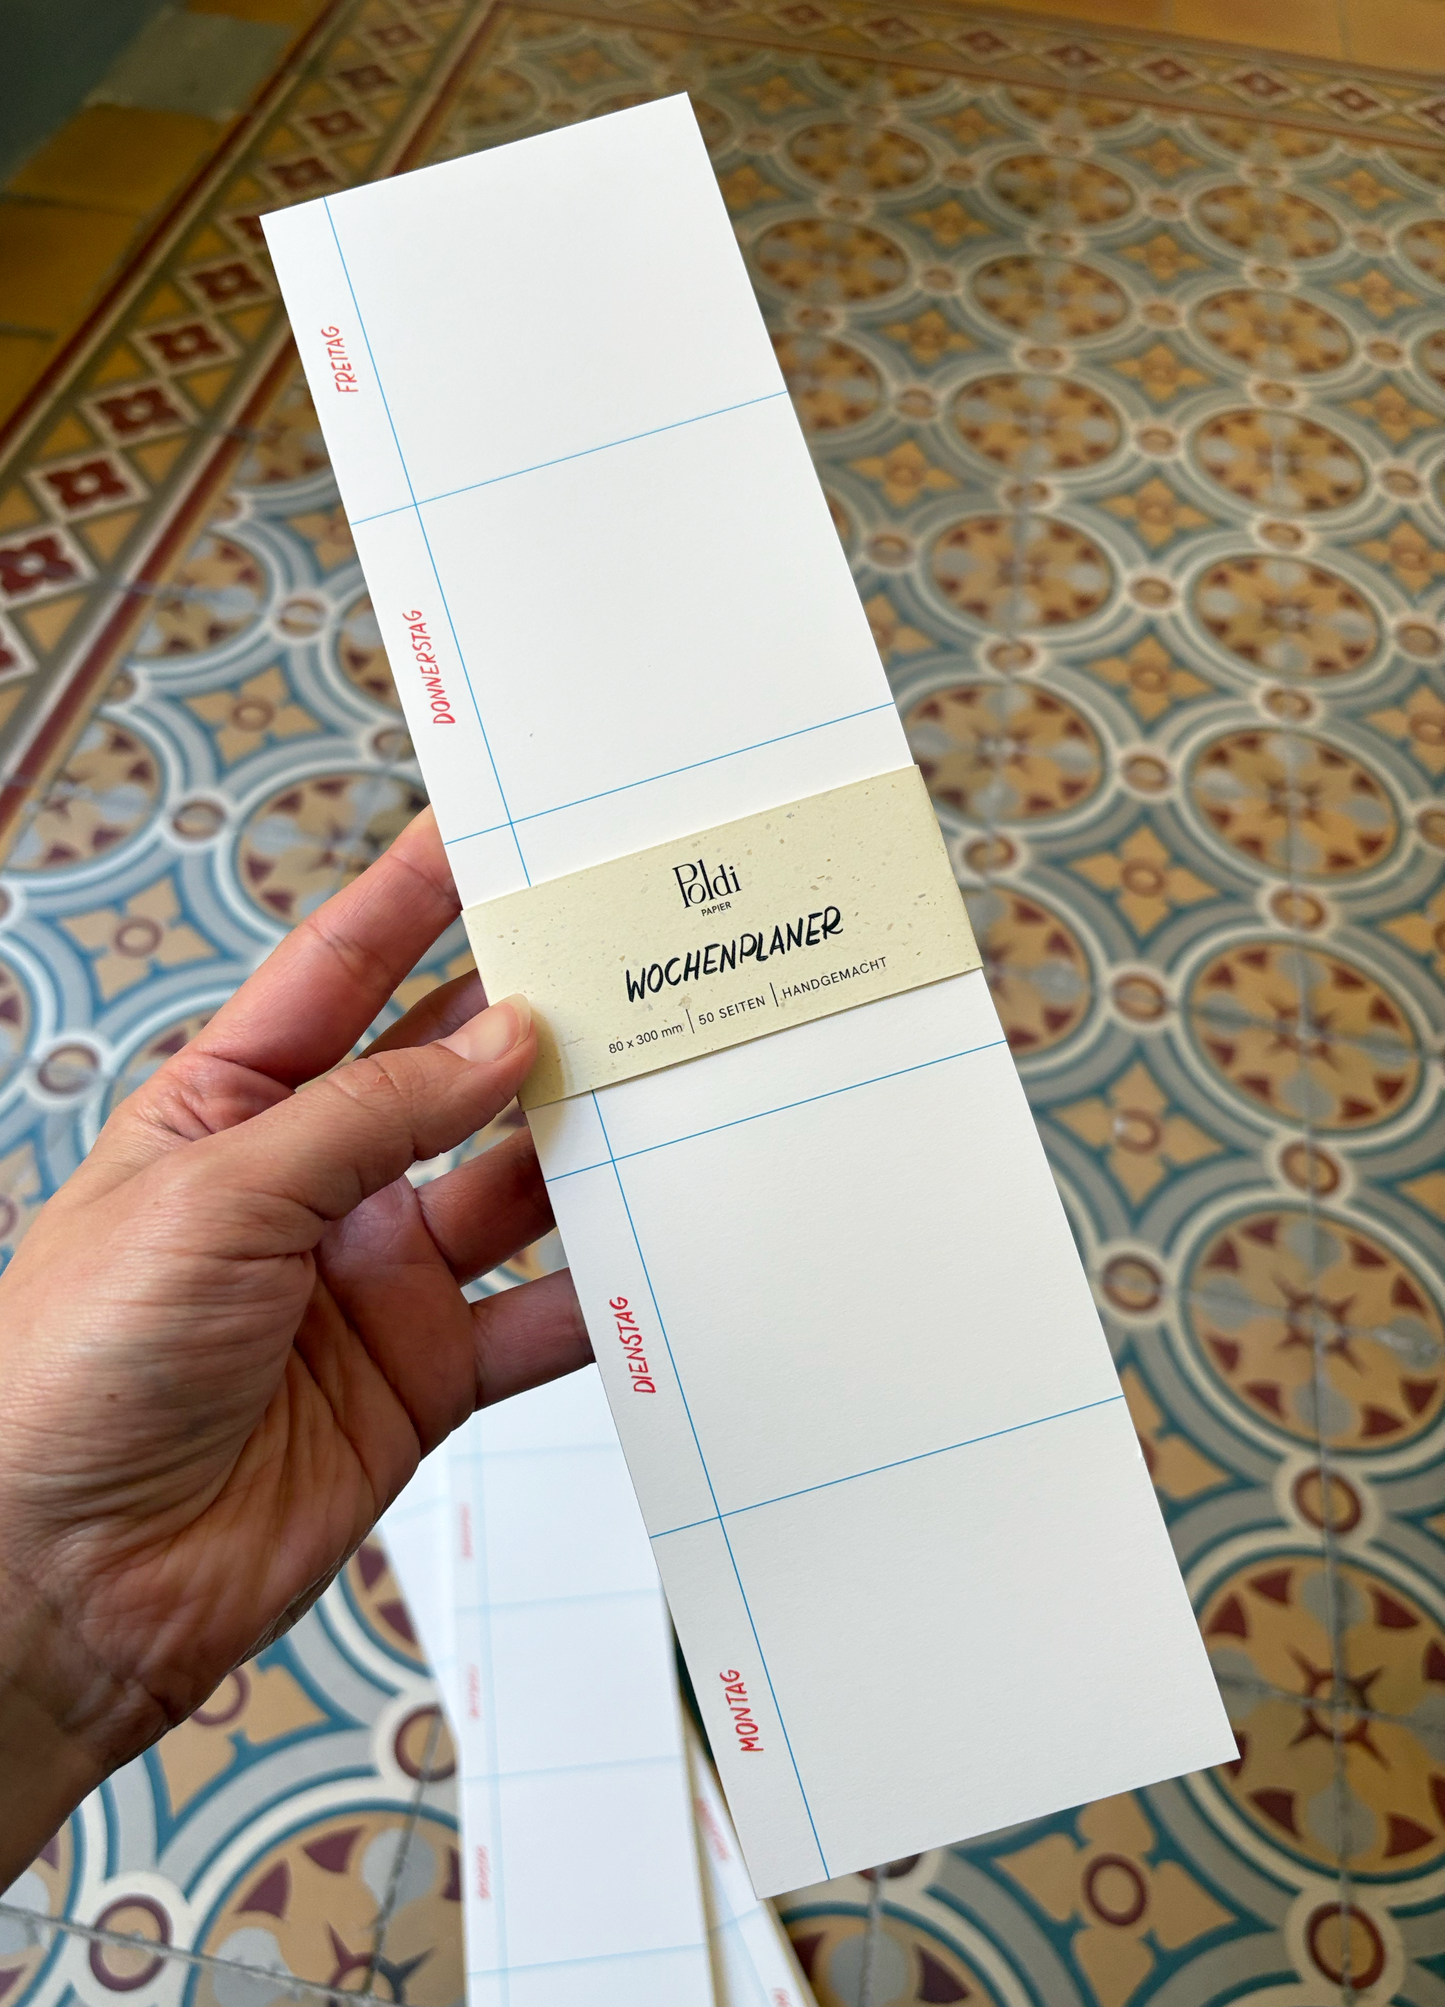 FREITAG
DONNERSTAG
Poldi
PAPIER
WOCHENPLANER
80 x 300 mm | 50 SEITEN | HANDGEMACHT
DIENSTAG
MONTAG